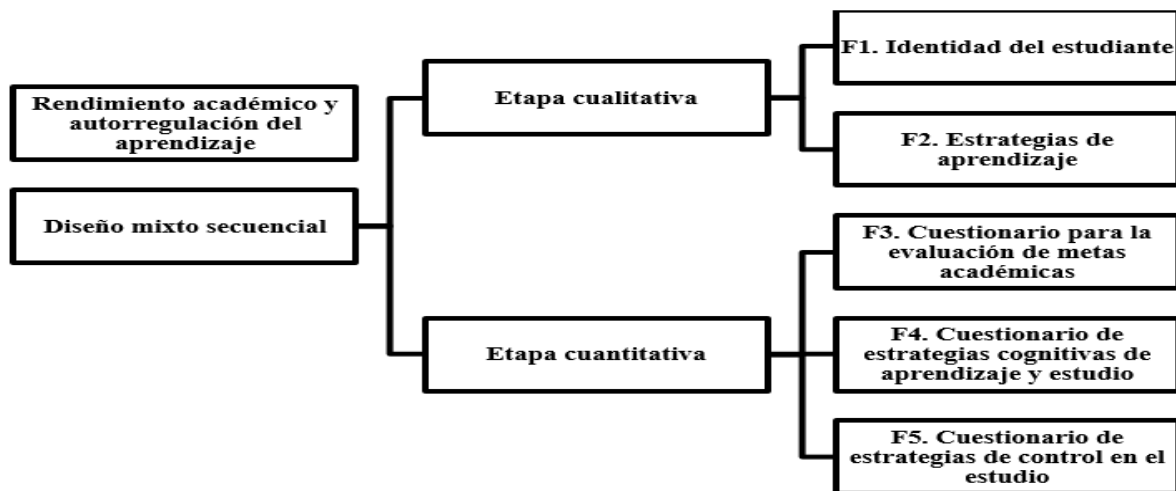 Rendimiento académico y
autorregulación del
aprendizaje
Diseño mixto secuencial
Etapa cualitativa
F1. Identidad del estudiante
F2. Estrategias de
aprendizaje
Etapa cuantitativa
F3. Cuestionario para la
evaluación de metas
académicas
F4. Cuestionario de
estrategias cognitivas de
aprendizaje y estudio
F5. Cuestionario de
estrategias de control en el
estudio